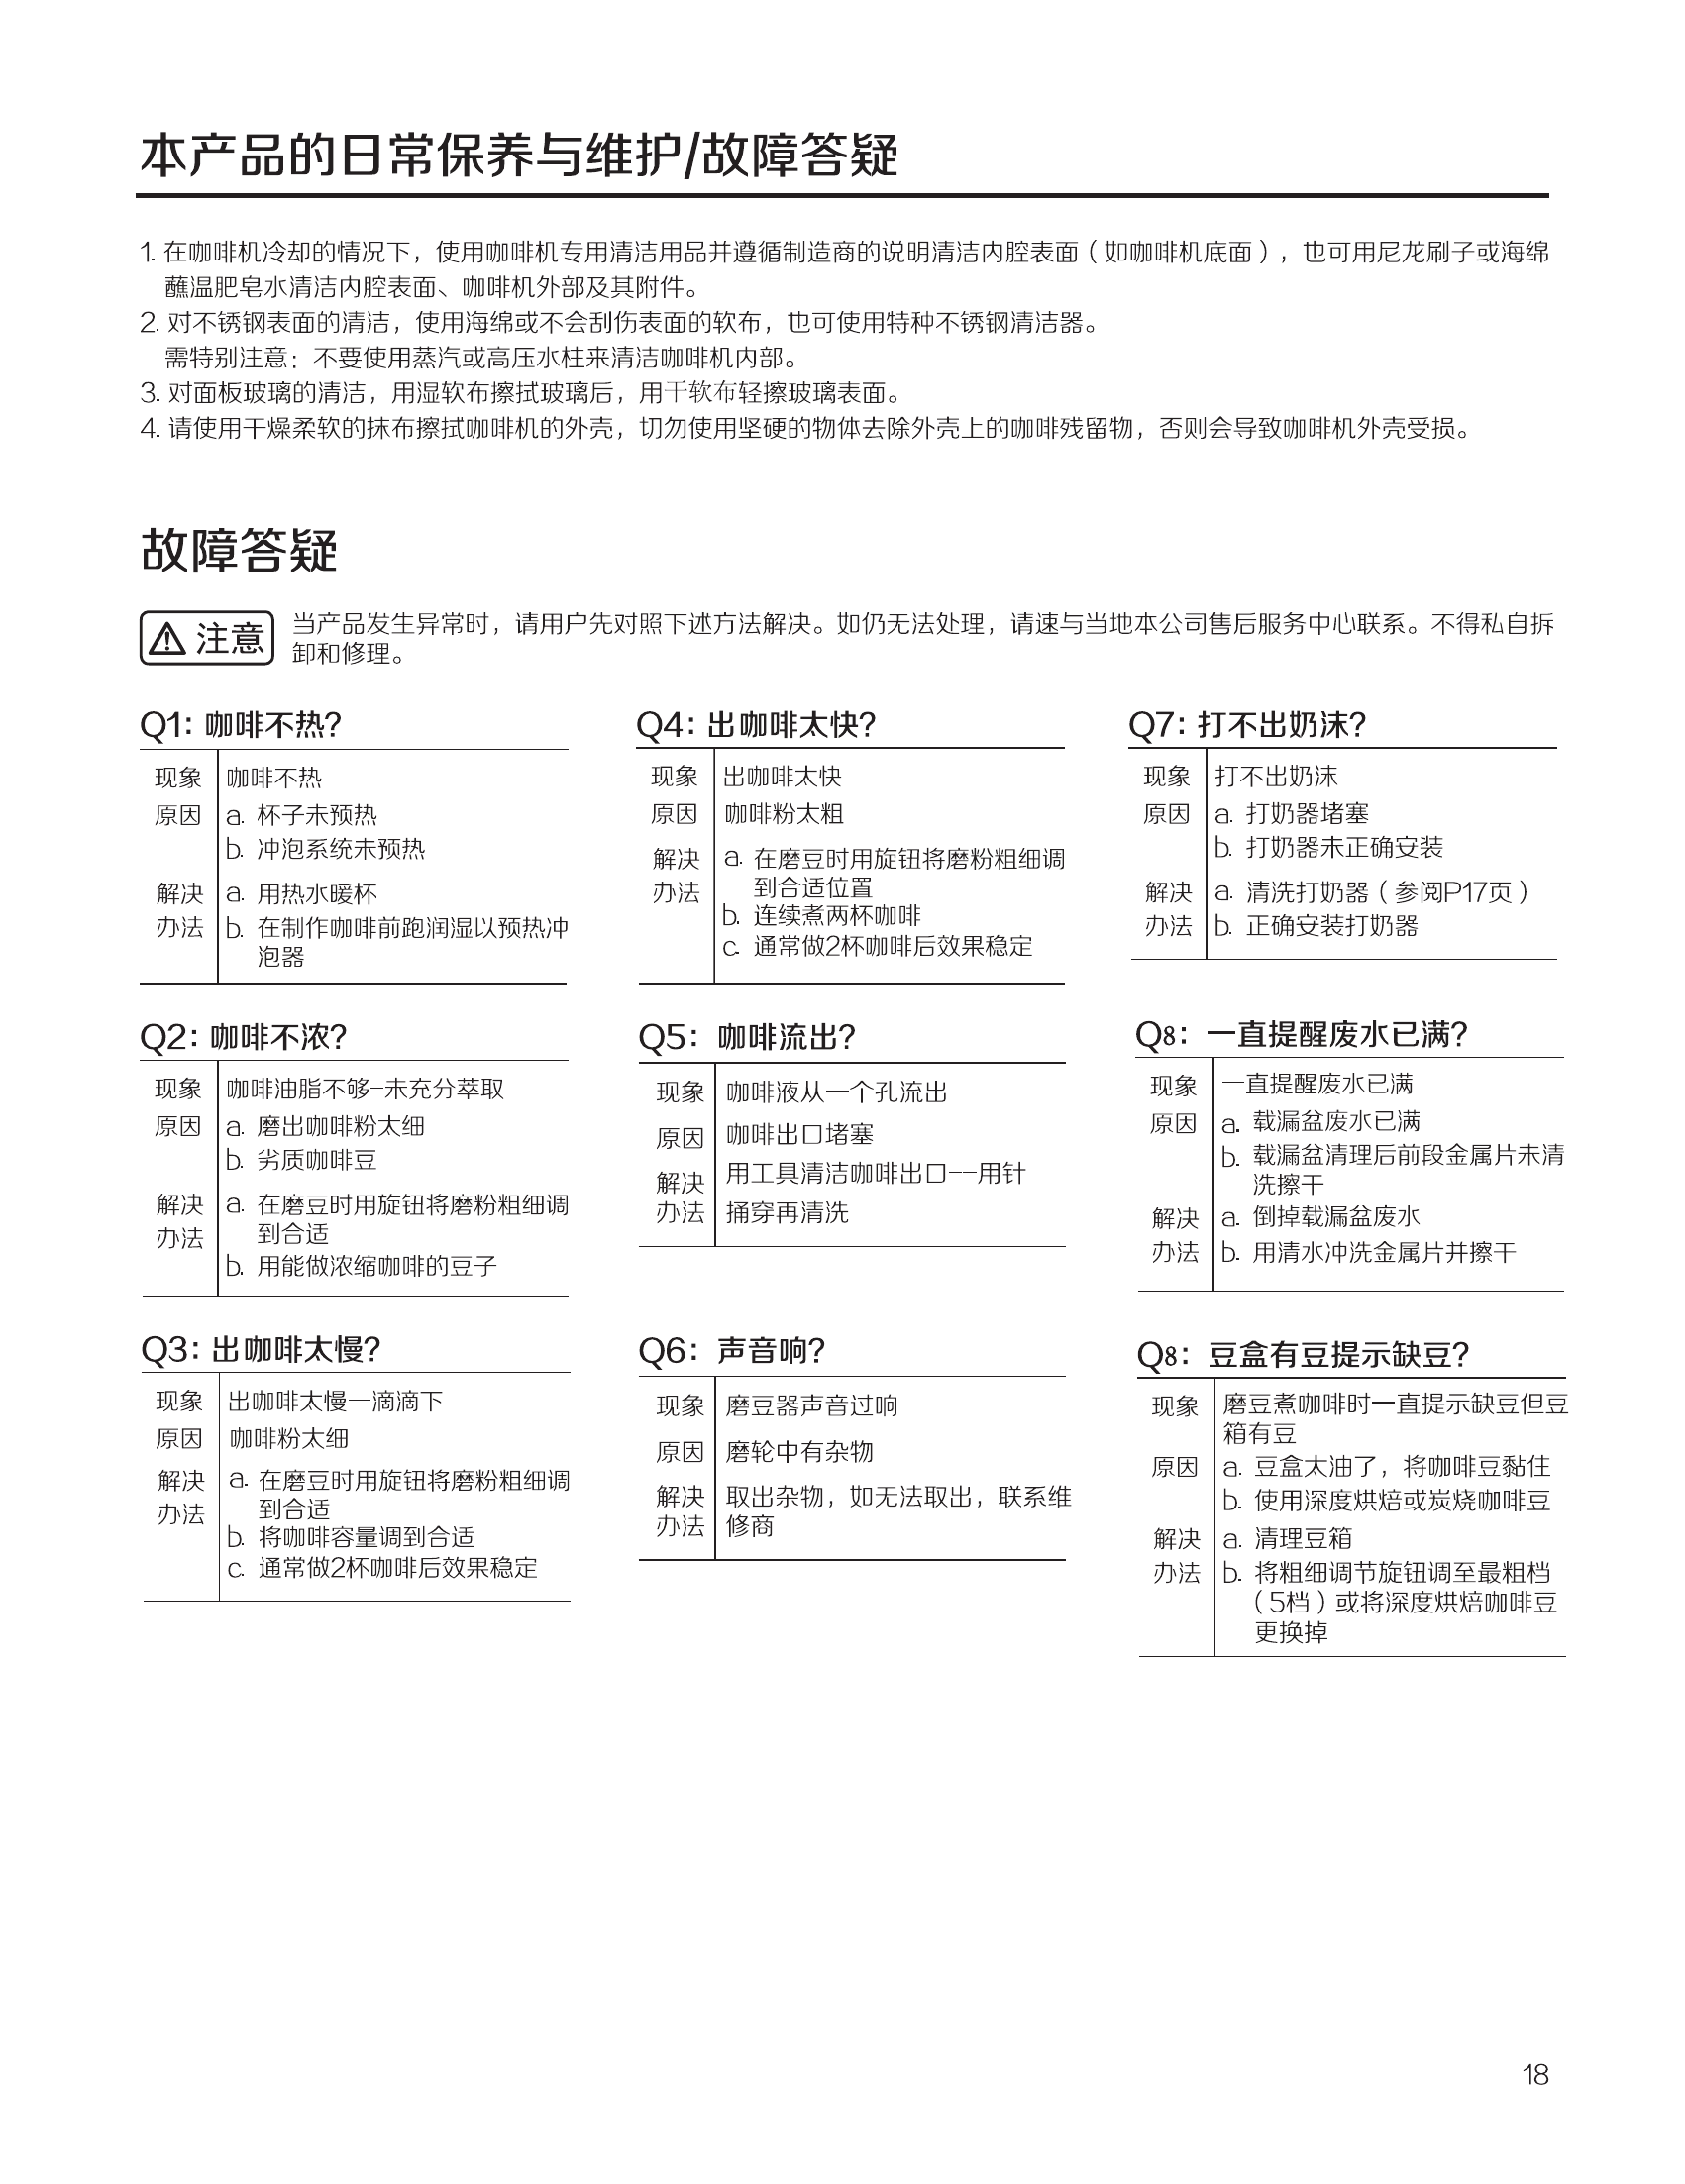 本产品的日常保养与维护/故障答疑
1. 在咖啡机冷却的情况下，使用咖啡机专用清洁用品并遵循制造商的说明清洁内腔表面（如咖啡机底面），也可用尼龙刷子或海绵
蘸温肥皂水清洁内腔表面、咖啡机外部及其附件。
2. 对不锈钢表面的清洁，使用海绵或不会刮伤表面的软布，也可使用特种不锈钢清洁器。
需特别注意：不要使用蒸汽或高压水柱来清洁咖啡机内部。
3. 对面板玻璃的清洁，用湿软布擦拭玻璃后，用干软布轻擦玻璃表面。
4. 请使用干燥柔软的抹布擦拭咖啡机的外壳，切勿使用坚硬的物体去除外壳上的咖啡残留物，否则会导致咖啡机外壳受损。
故障答疑
注意 当产品发生异常时，请用户先对照下述方法解决。如仍无法处理，请速与当地本公司售后服务中心联系。不得私自拆
卸和修理。
Q1: 咖啡不热?
现象 咖啡不热
原因 a. 杯子未预热
b. 冲泡系统未预热
解决 a. 用热水暖杯
办法 b. 在制作咖啡前跑润湿以预热冲
泡器
Q2: 咖啡不浓?
现象 咖啡油脂不够-未充分萃取
原因 a. 磨出咖啡粉太细
b. 劣质咖啡豆
解决 a. 在磨豆时用旋钮将磨粉粗细调
到合适
办法
b. 用能做浓缩咖啡的豆子
Q3: 出咖啡太慢?
现象 出咖啡太慢一滴滴下
原因 咖啡粉太细
解决 a. 在磨豆时用旋钮将磨粉粗细调
办法 到合适
b. 将咖啡容量调到合适
c. 通常做2杯咖啡后效果稳定
Q4: 出咖啡太快?
现象 出咖啡太快
原因 咖啡粉太粗
解决 a. 在磨豆时用旋钮将磨粉粗细调
办法 到合适位置
b. 连续煮两杯咖啡
c. 通常做2杯咖啡后效果稳定
Q5: 咖啡流出?
现象 咖啡液从一个孔流出
原因 咖啡出口堵塞
解决 用工具清洁咖啡出口--用针
办法 捅穿再清洗
Q6: 声音响?
现象 磨豆器声音过响
原因 磨轮中有杂物
解决 取出杂物，如无法取出，联系维
办法 修商
Q7: 打不出奶沫?
现象 打不出奶沫
原因 a. 打奶器堵塞
b. 打奶器未正确安装
解决 a. 清洗打奶器（参阅P17页）
办法 b. 正确安装打奶器
Q8: 一直提醒废水已满?
现象 一直提醒废水已满
原因 a. 载漏盆废水已满
b. 载漏盆清理后前段金属片未清
洗擦干
解决 a. 倒掉载漏盆废水
办法 b. 用清水冲洗金属片并擦干
Q8: 豆盒有豆提示缺豆?
现象 磨豆煮咖啡时一直提示缺豆但豆
箱有豆
原因 a. 豆盒太油了，将咖啡豆黏住
b. 使用深度烘焙或炭烧咖啡豆
解决 a. 清理豆箱
办法 b. 将粗细调节旋钮调至最粗档
（5档）或将深度烘焙咖啡豆
更换掉
18